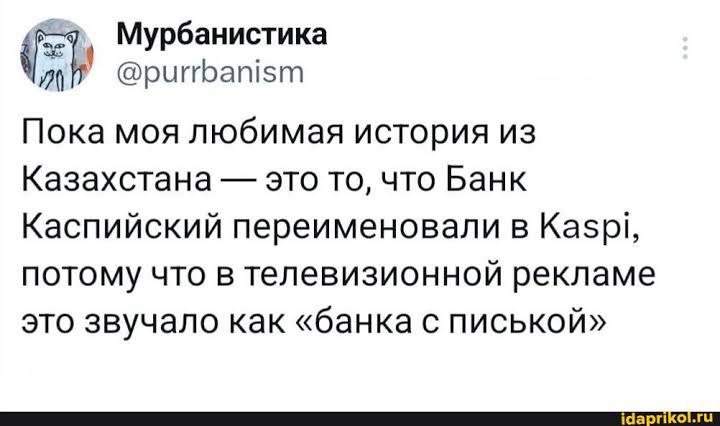 Мурбанистика
@purrbanism
Пока моя любимая история из
Казахстана — это то, что Банк
Каспийский переименовали в Kaspi,
потому что в телевизионной рекламе
это звучало как «банка с писькой»
idaprikol.ru